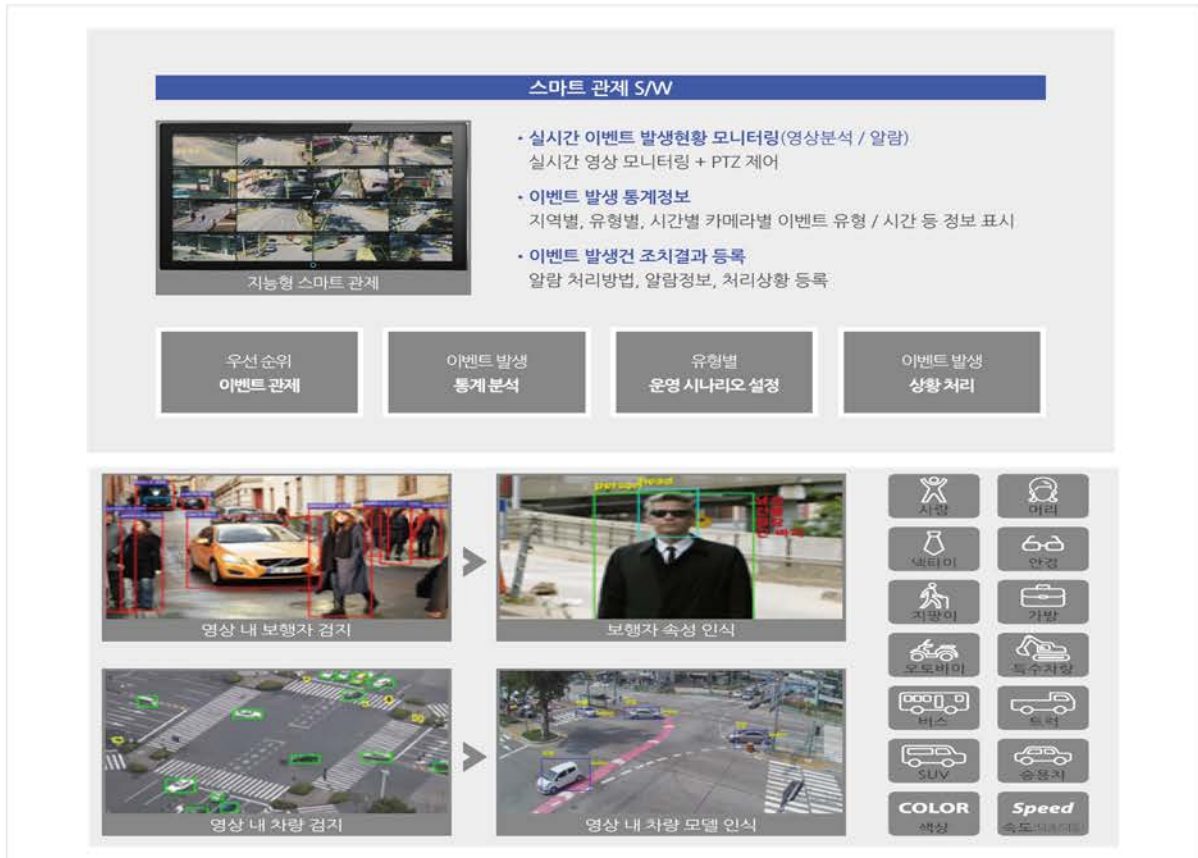 스마트 관제 S/W
• 실시간 이벤트 발생현황 모니터링(영상분석 / 알람)
실시간 영상 모니터링 + PTZ 제어
• 이벤트 발생 통계정보
지역별, 유형별, 시간별 카메라별 이벤트 유형 / 시간 등 정보 표시
• 이벤트 발생건 조치결과 등록
알람 처리방법, 알람정보, 처리상황 등록
지능형 스마트 관제
우선 순위
이벤트 관제
이벤트 발생
통계 분석
유형별
운영 시나리오 설정
이벤트 발생
상황 처리
person
head
영상 내 보행자 검지
보행자 속성 인식
영상 내 차량 검지
영상 내 차량 모델 인식
사람
머리
넥타이
안경
지팡이
가방
오토바이
특수차량
버스
트럭
SUV
승용차
COLOR
색상
Speed
속도